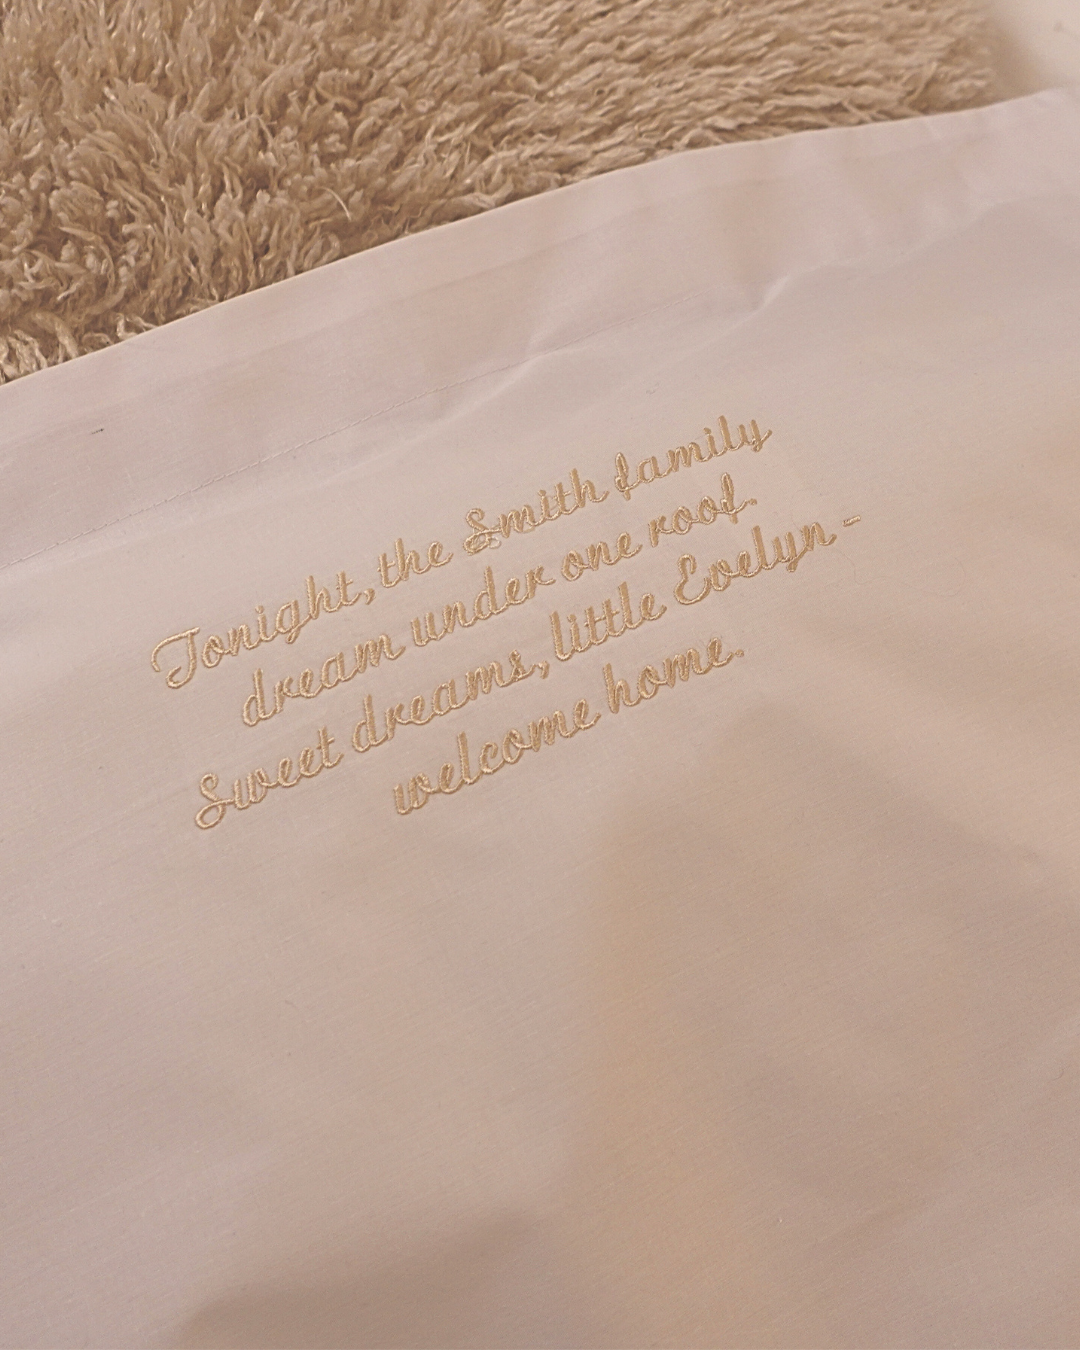 Tonight, the Smith family
dream under one roof.
Sweet dreams, little Evelyn -
welcome home.